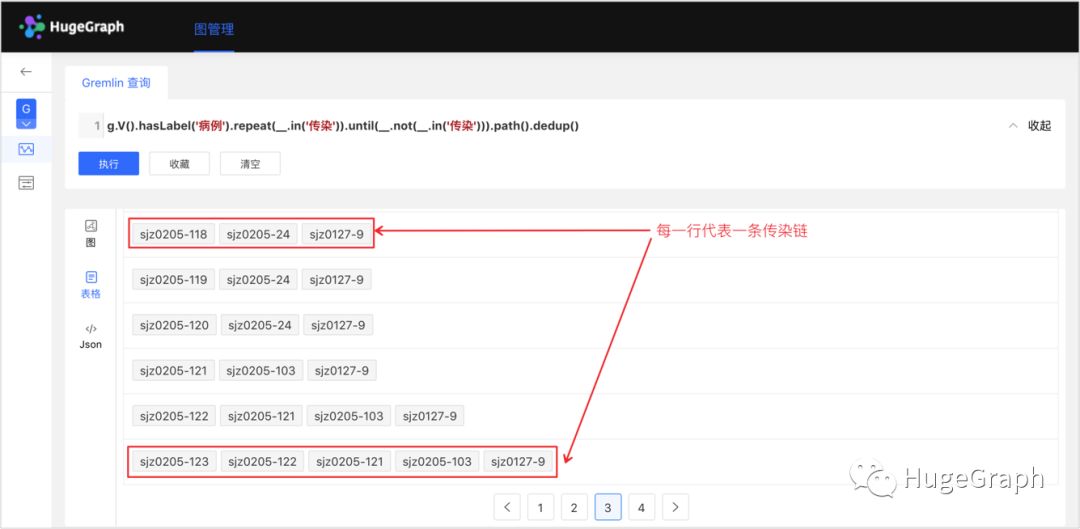 HugeGraph 图管理
Gremlin 查询
G
1 g.V().hasLabel('病例').repeat(__.in('传染')).until(__.not(__.in('传染'))).path().dedup() 收起
执行 收藏 清空
图
表格
Json
sjz0205-118 sjz0205-24 sjz0127-9 每一行代表一条传染链
sjz0205-119 sjz0205-24 sjz0127-9
sjz0205-120 sjz0205-24 sjz0127-9
sjz0205-121 sjz0205-103 sjz0127-9
sjz0205-122 sjz0205-121 sjz0205-103 sjz0127-9
sjz0205-123 sjz0205-122 sjz0205-121 sjz0205-103 sjz0127-9
HugeGraph
< 1 2 3 4 >